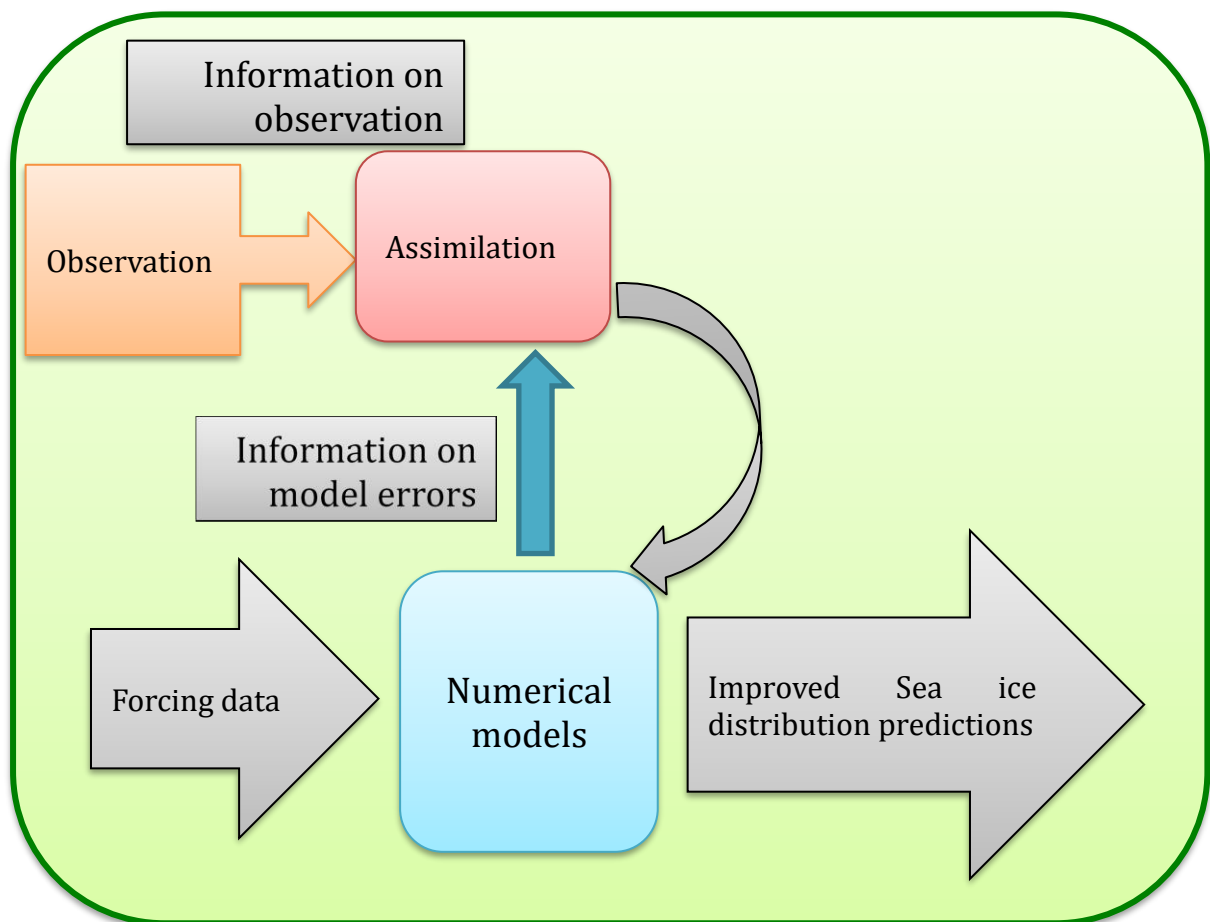 Information on
observation
Observation
Assimilation
Information on
model errors
Forcing data
Numerical
models
Improved Sea ice
distribution predictions